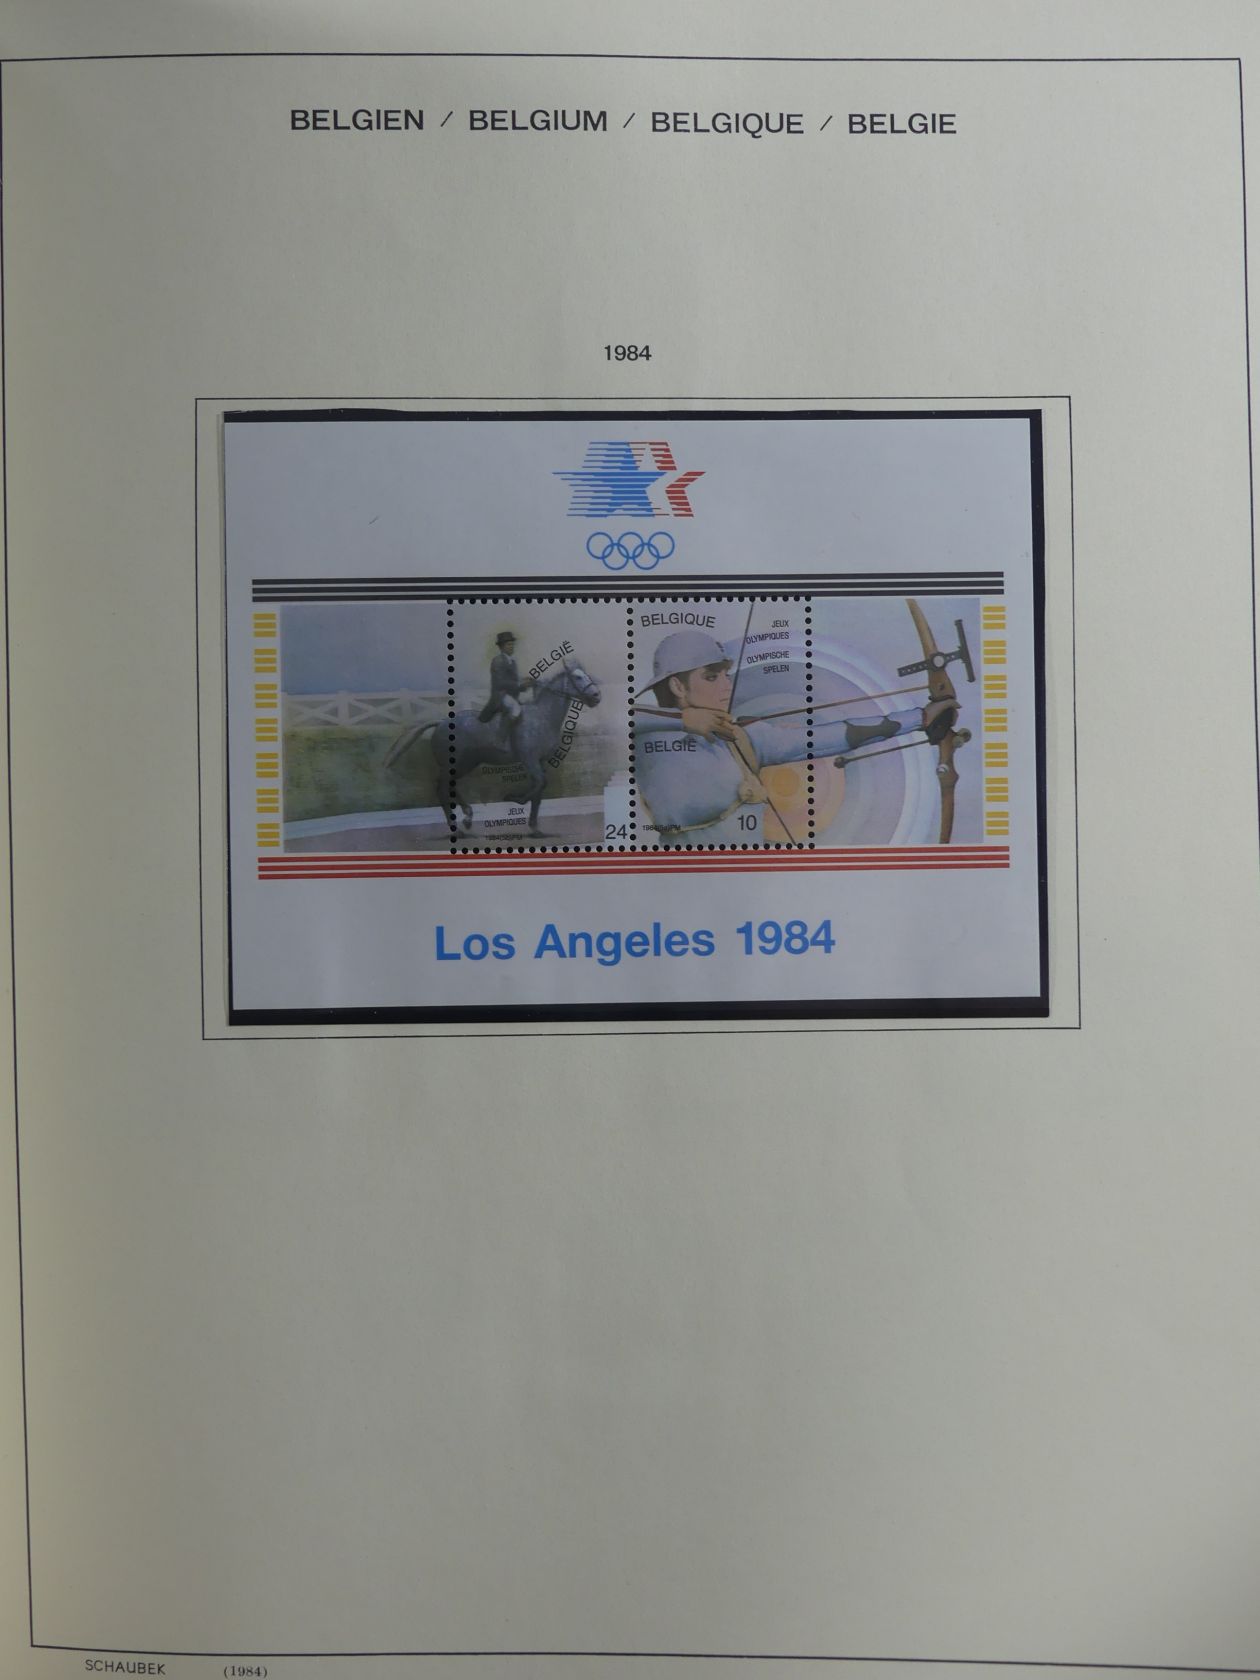 BELGIEN / BELGIUM / BELGIQUE / BELGIE
1984
BELGIË
BELGIQUE
OLYMPISCHE
SPELEN
JEUX
OLYMPIQUES
24
BELGIQUE
JEUX
OLYMPIQUES
OLYMPISCHE
SPELEN
BELGIË
10
Los Angeles 1984
SCHAUBEK (1984)